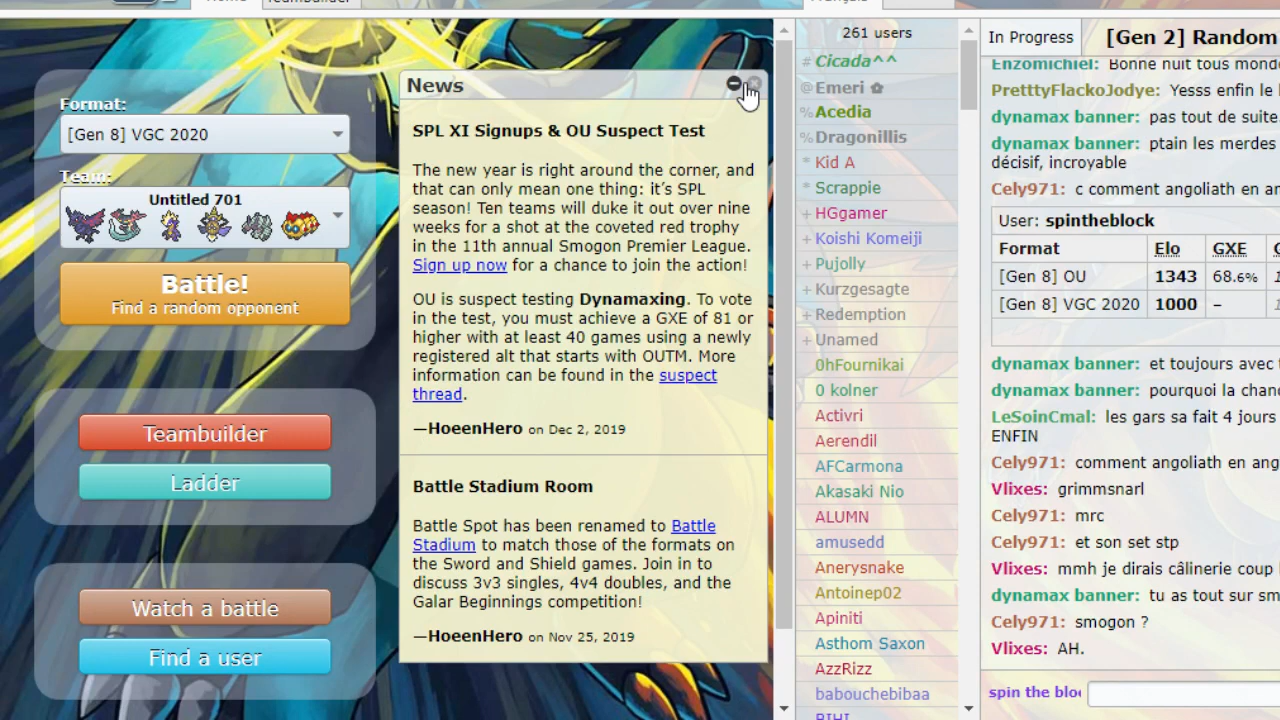 Home
Teambuilder
Français
Format:
[Gen 8] VGC 2020
Team:
Untitled 701
Battle!
Find a random opponent
Teambuilder
Ladder
Watch a battle
Find a user
News
SPL XI Signups & OU Suspect Test
The new year is right around the corner, and
that can only mean one thing: it's SPL
season! Ten teams will duke it out over nine
weeks for a shot at the coveted red trophy
in the 11th annual Smogon Premier League.
Sign up now for a chance to join the action!
OU is suspect testing Dynamaxing. To vote
in the test, you must achieve a GXE of 81 or
higher with at least 40 games using a newly
registered alt that starts with OUTM. More
information can be found in the suspect
thread.
—HoeenHero on Dec 2, 2019
Battle Stadium Room
Battle Spot has been renamed to Battle
Stadium to match those of the formats on
the Sword and Shield games. Join in to
discuss 3v3 singles, 4v4 doubles, and the
Galar Beginnings competition!
—HoeenHero on Nov 25, 2019
261 users
#Cicada^^
@Emeri ✿
%Acedia
%Dragonillis
*Kid A
*Scrappie
+HGgamer
+Koishi Komeiji
+Pujolly
+Kurzgesagte
+Redemption
+Unamed
0hFournikai
0 kolner
Activri
Aerendil
AFCarmona
Akasaki Nio
ALUMN
amusedd
Anerysnake
Antoinep02
Apiniti
Asthom Saxon
AzzRizz
babouchebibaa
BIHI
In Progress
[Gen 2] Random
Enzomichiel: Bonne nuit tous monde
PretttyFlackoJodye: Yesss enfin le
dynamax banner: pas tout de suite
dynamax banner: ptain les merdes
décisif, incroyable
Cely971: c comment angoliath en an
User: spintheblock
Format Elo GXE
[Gen 8] OU 1343 68.6%
[Gen 8] VGC 2020 1000 –
dynamax banner: et toujours avec
dynamax banner: pourquoi la chan
LeSoinCmal: les gars sa fait 4 jours
ENFIN
Cely971: comment angoliath en ang
Vlixes: grimmsnarl
Cely971: mrc
Cely971: et son set stp
Vlixes: mmh je dirais câlinerie coup
dynamax banner: tu as tout sur sm
Cely971: smogon ?
Vlixes: AH.
spin the blo